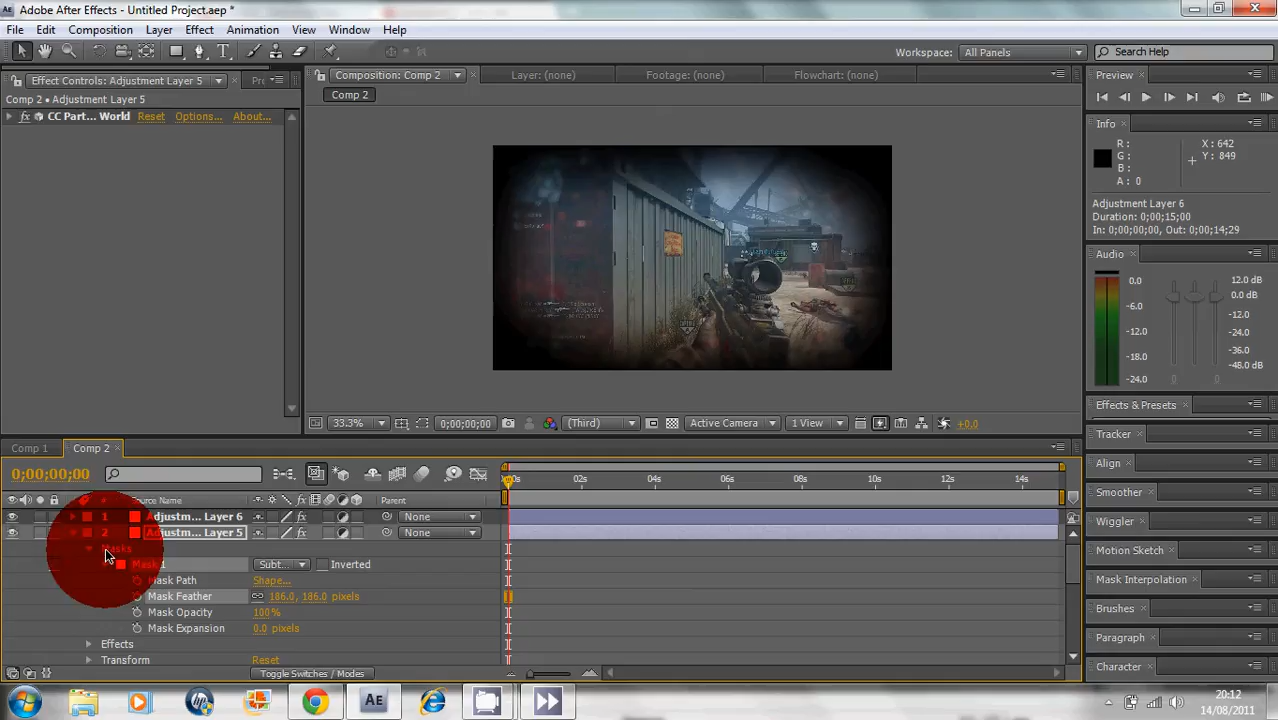 Adobe After Effects - Untitled Project.aep *
File Edit Composition Layer Effect Animation View Window Help
Workspace: All Panels Search Help
Effect Controls: Adjustment Layer 5
Composition: Comp 2 Layer: (none) Footage: (none) Flowchart: (none)
Preview
Comp 2 • Adjustment Layer 5
Comp 2
fx CC Part... World Reset Options... About...
Info
R: X: 642
G: Y: 849
B:
A: 0
Adjustment Layer 6
Duration: 0;00;15;00
In: 0;00;00;00, Out: 0;00;14;29
Audio
0.0 12.0 dB
-6.0 0.0 dB
-12.0 -12.0
-24.0
-18.0 -36.0
-24.0 -48.0 dB
33.3% 0;00;00;00 (Third) Active Camera 1 View +0.0
Effects & Presets
Tracker
Align
Smoother
Wiggler
Motion Sketch
Mask Interpolation
Brushes
Paragraph
Character
Comp 1 Comp 2
0;00;00;00
02s 04s 06s 08s 10s 12s 14s
# Source Name Parent
1 Adjustm... Layer 6 fx None
2 Adjustm... Layer 5 fx None
Masks
Mask 1 Subt... Inverted
Mask Path Shape...
Mask Feather 186.0, 186.0 pixels
Mask Opacity 100%
Mask Expansion 0.0 pixels
Effects
Transform Reset
Toggle Switches / Modes
20:12
14/08/2011